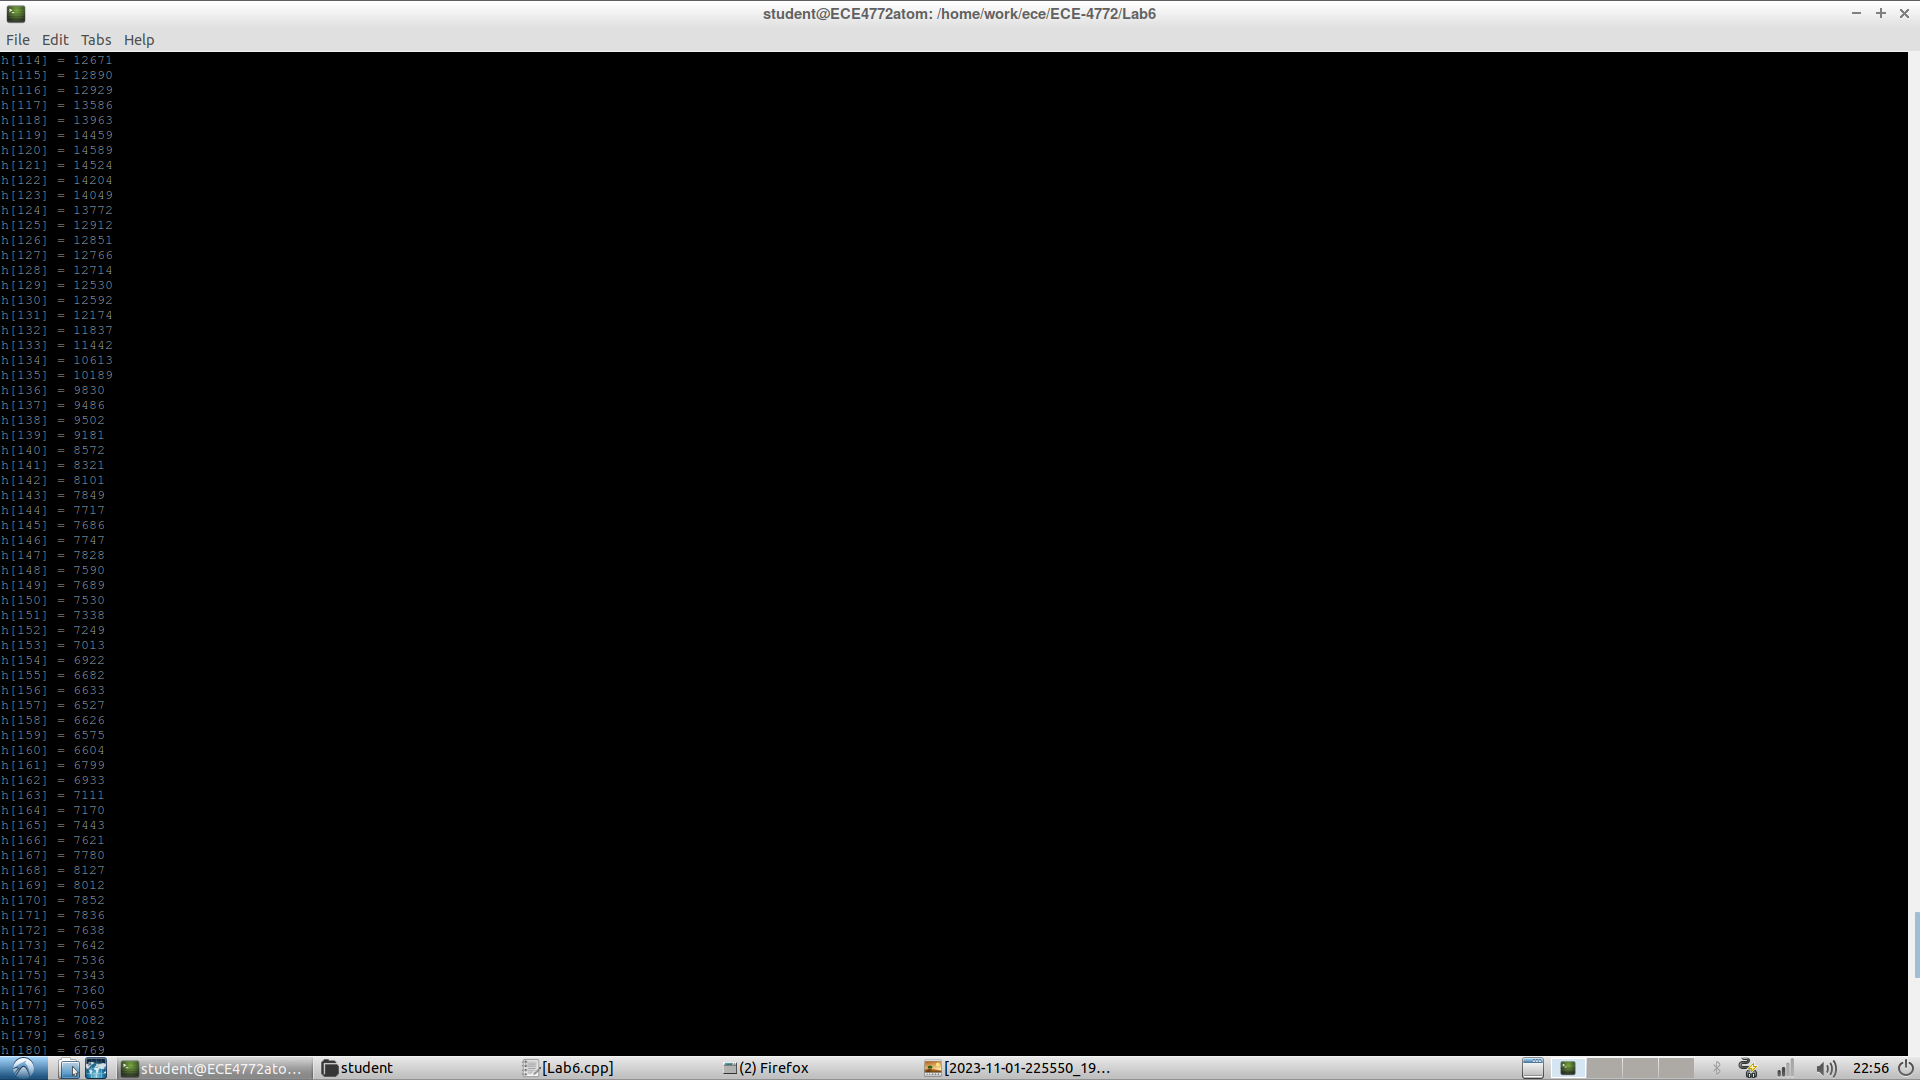 student@ECE4772atom: /home/work/ece/ECE-4772/Lab6
File Edit Tabs Help
h[114] = 12671
h[115] = 12890
h[116] = 12929
h[117] = 13586
h[118] = 13963
h[119] = 14459
h[120] = 14589
h[121] = 14524
h[122] = 14204
h[123] = 14049
h[124] = 13772
h[125] = 12912
h[126] = 12851
h[127] = 12766
h[128] = 12714
h[129] = 12530
h[130] = 12592
h[131] = 12174
h[132] = 11837
h[133] = 11442
h[134] = 10613
h[135] = 10189
h[136] = 9830
h[137] = 9486
h[138] = 9502
h[139] = 9181
h[140] = 8572
h[141] = 8321
h[142] = 8101
h[143] = 7849
h[144] = 7717
h[145] = 7686
h[146] = 7747
h[147] = 7828
h[148] = 7590
h[149] = 7689
h[150] = 7530
h[151] = 7338
h[152] = 7249
h[153] = 7013
h[154] = 6922
h[155] = 6682
h[156] = 6633
h[157] = 6527
h[158] = 6626
h[159] = 6575
h[160] = 6604
h[161] = 6799
h[162] = 6933
h[163] = 7111
h[164] = 7170
h[165] = 7443
h[166] = 7621
h[167] = 7780
h[168] = 8127
h[169] = 8012
h[170] = 7852
h[171] = 7836
h[172] = 7638
h[173] = 7642
h[174] = 7536
h[175] = 7343
h[176] = 7360
h[177] = 7065
h[178] = 7082
h[179] = 6819
h[180] = 6769
student@ECE4772ato... student [Lab6.cpp] (2) Firefox [2023-11-01-225550_19... 22:56